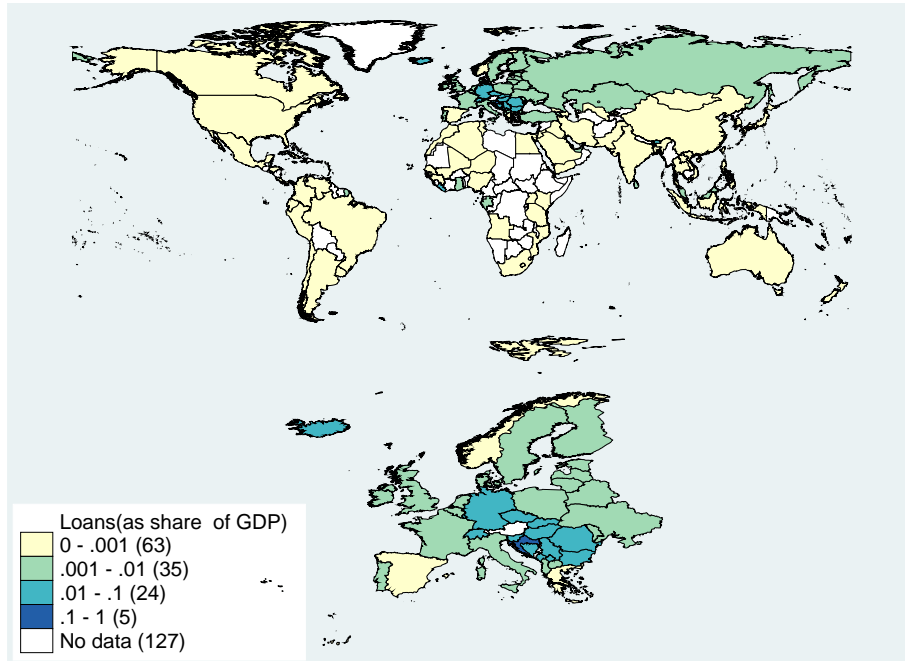 Loans(as share of GDP)
0 - .001 (63)
.001 - .01 (35)
.01 - .1 (24)
.1 - 1 (5)
No data (127)